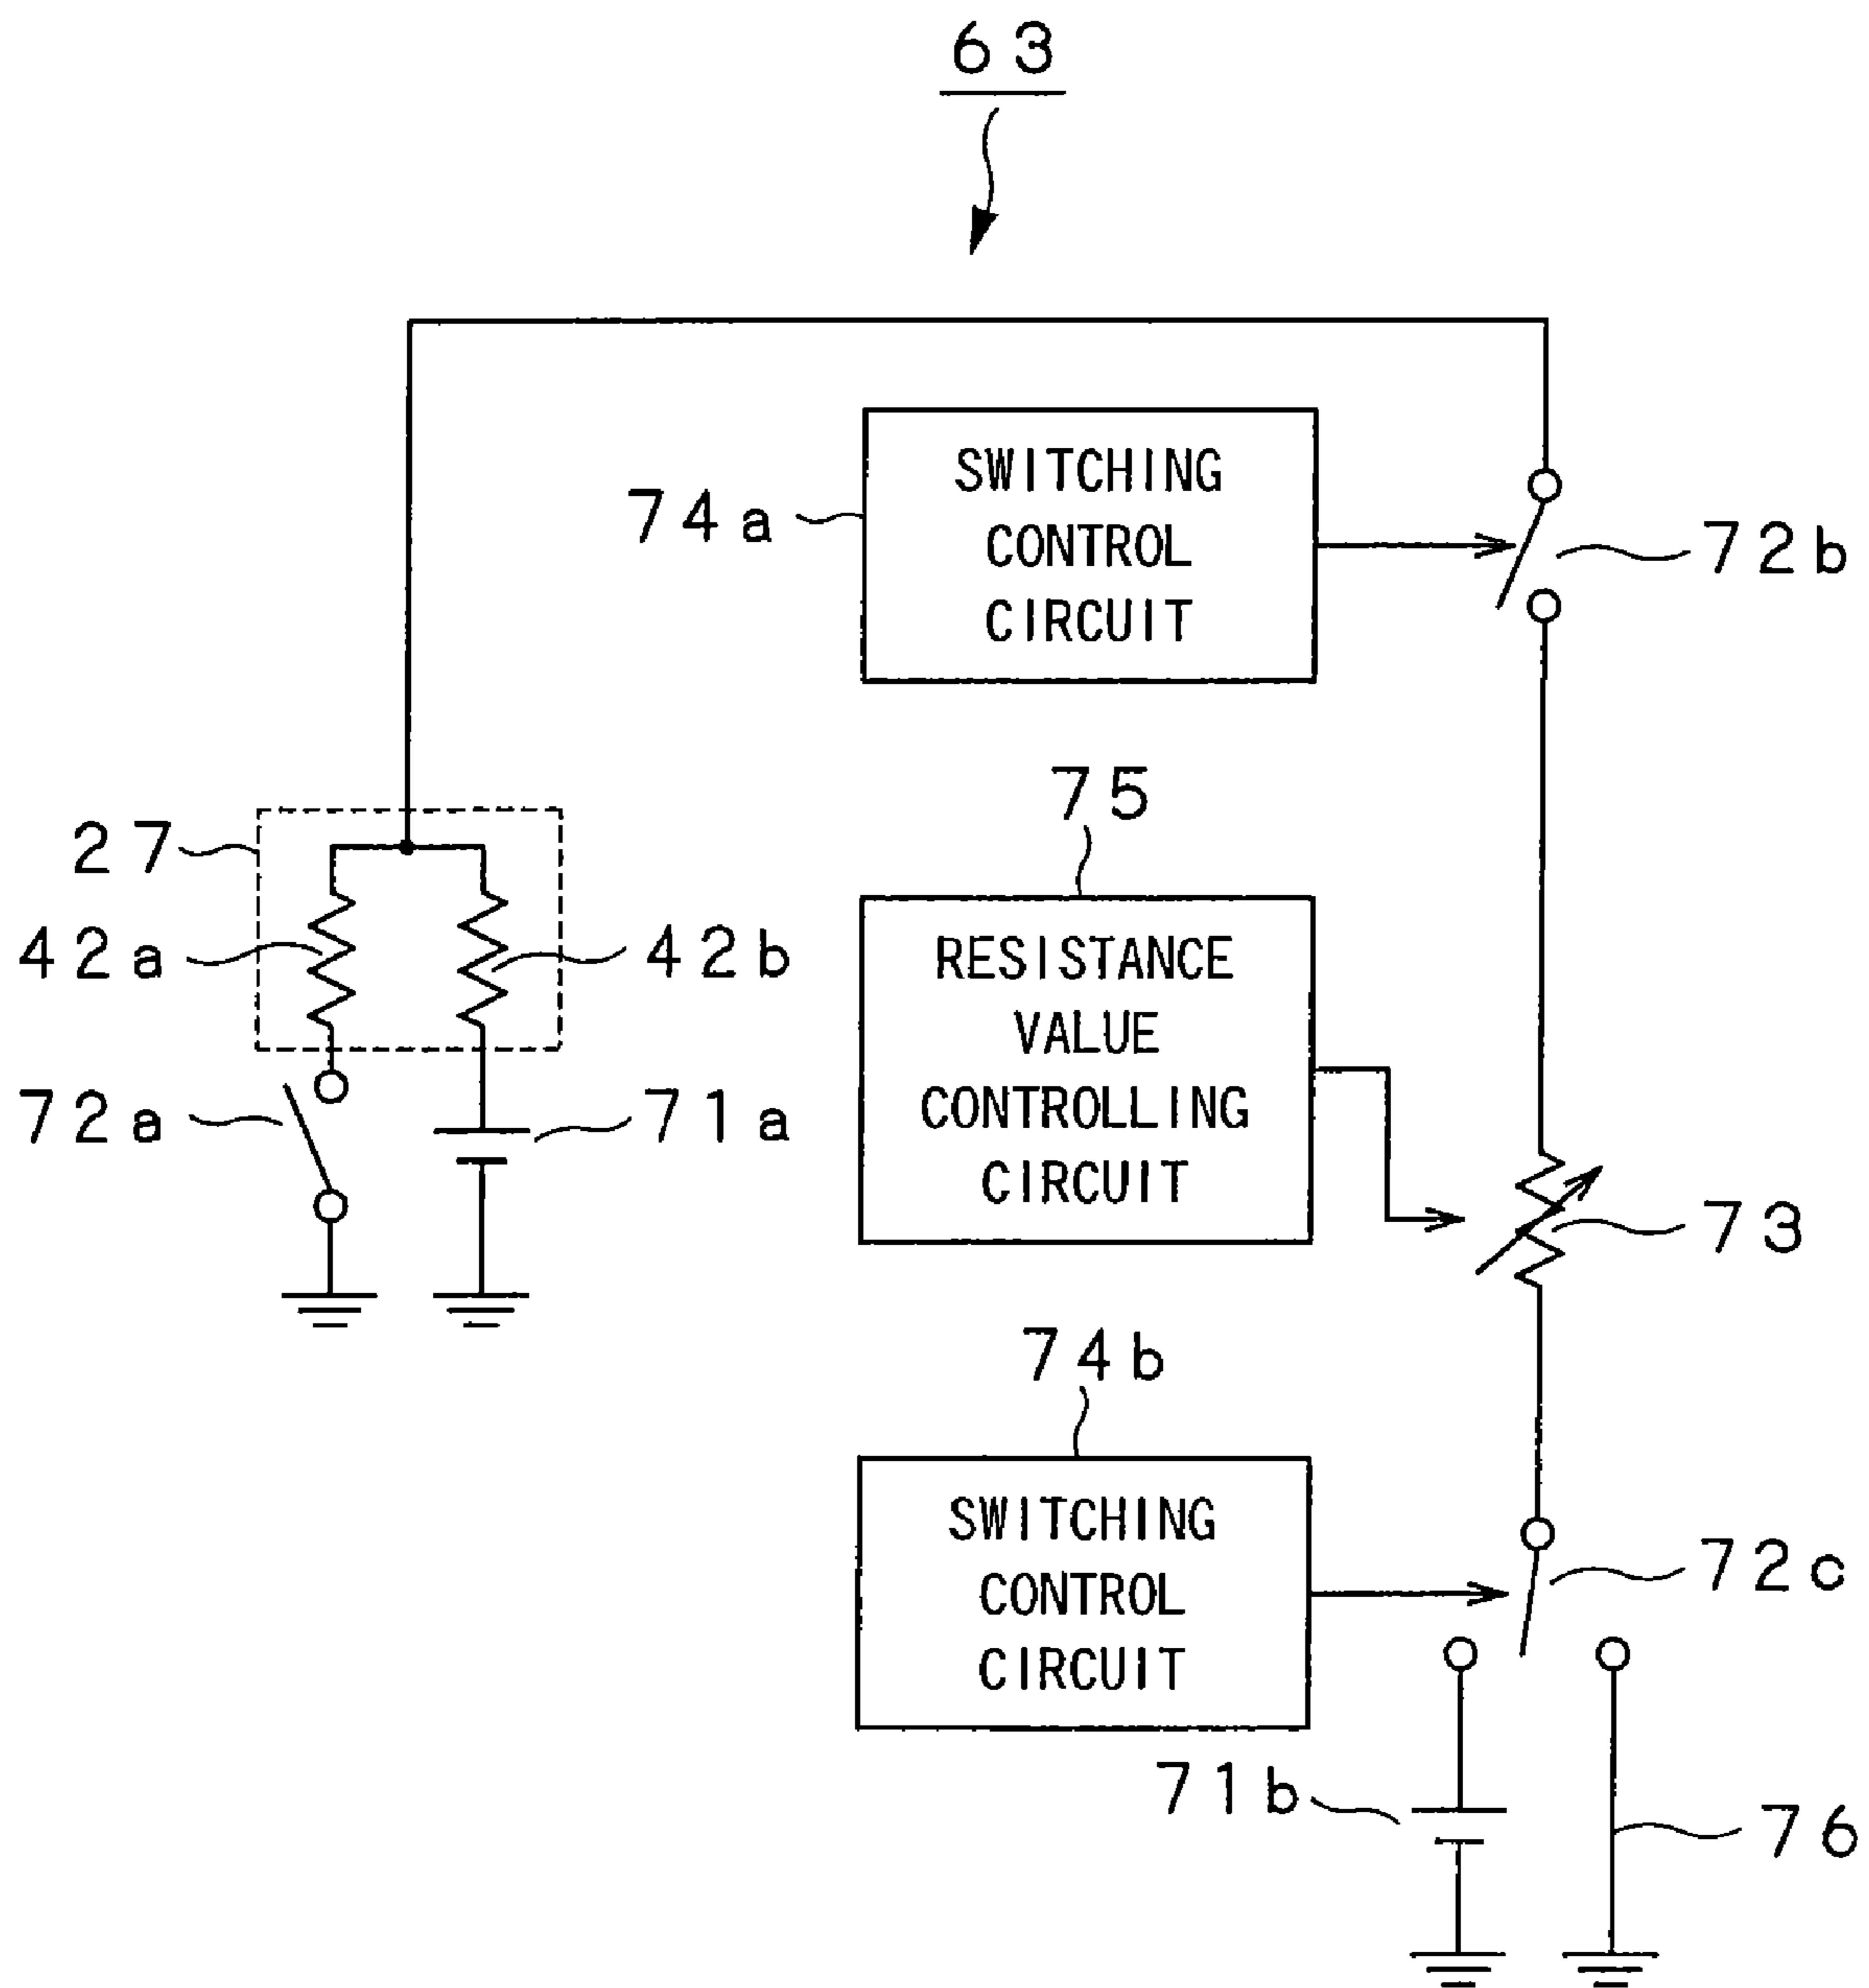 63
SWITCHING
CONTROL
CIRCUIT
74a
72b
75
27
42a
42b
RESISTANCE
VALUE
CONTROLLING
CIRCUIT
72a
71a
73
74b
SWITCHING
CONTROL
CIRCUIT
72c
71b
76